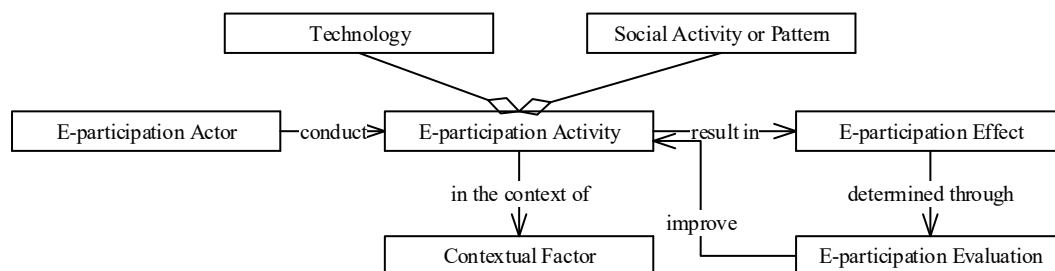 Technology
Social Activity or Pattern
E-participation Actor
conduct
E-participation Activity
result in
E-participation Effect
in the context of
determined through
improve
Contextual Factor
E-participation Evaluation